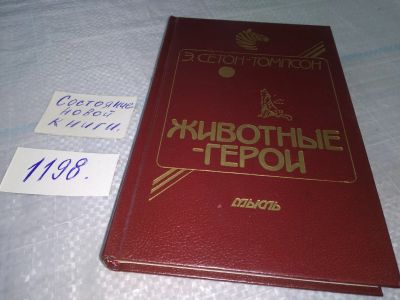 Состояние
новой
книги.
1198.
Э. СЕТОН-ТОМПСОН
ЖИВОТНЫЕ
-ГЕРОИ
МЫСЛЬ